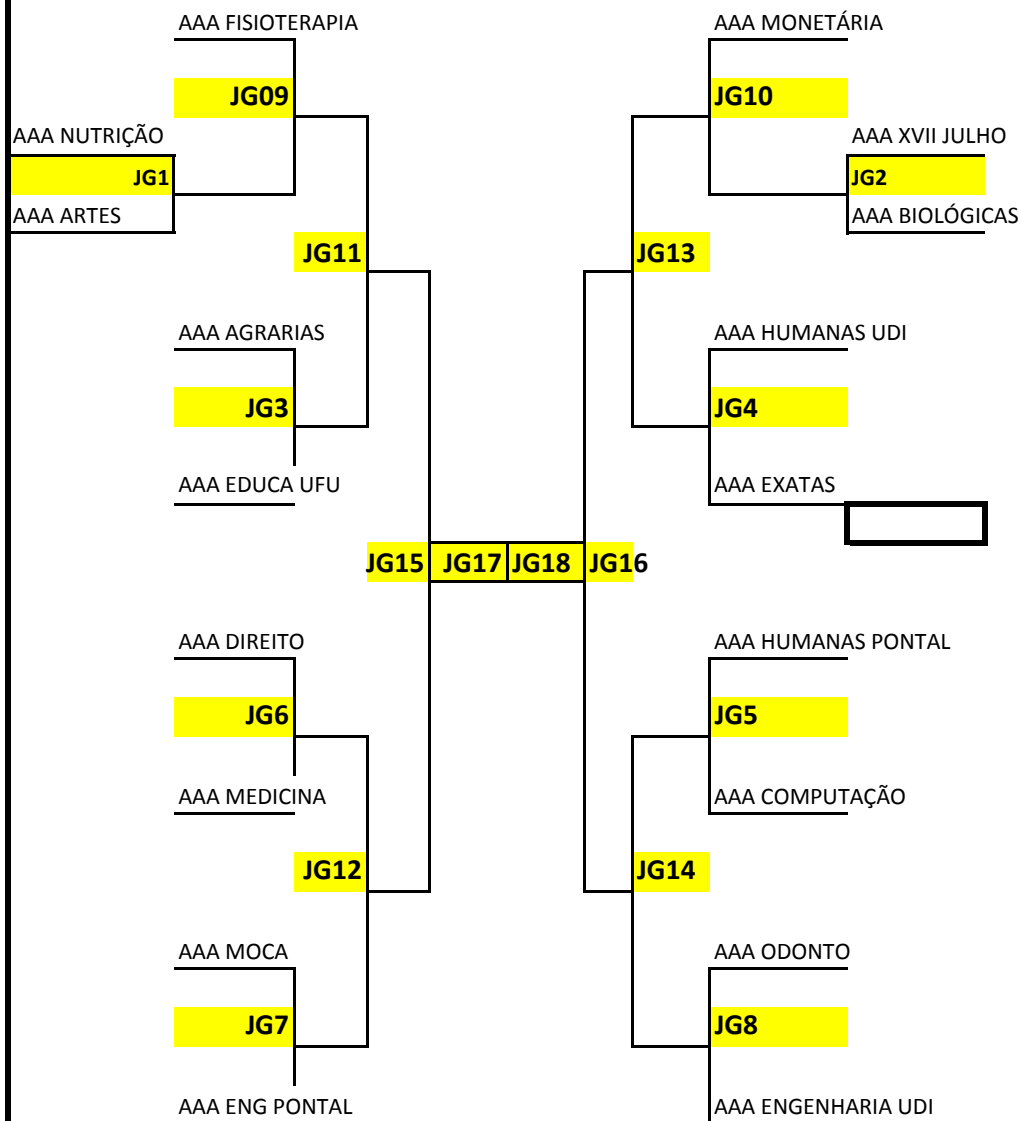 AAA FISIOTERAPIA
AAA MONETÁRIA
JG09
JG10
AAA NUTRIÇÃO
AAA XVII JULHO
JG1
JG2
AAA ARTES
AAA BIOLÓGICAS
JG11
JG13
AAA AGRARIAS
AAA HUMANAS UDI
JG3
JG4
AAA EDUCA UFU
AAA EXATAS
JG15
JG17
JG18
JG16
AAA DIREITO
AAA HUMANAS PONTAL
JG6
JG5
AAA MEDICINA
AAA COMPUTAÇÃO
JG12
JG14
AAA MOCA
AAA ODONTO
JG7
JG8
AAA ENG PONTAL
AAA ENGENHARIA UDI